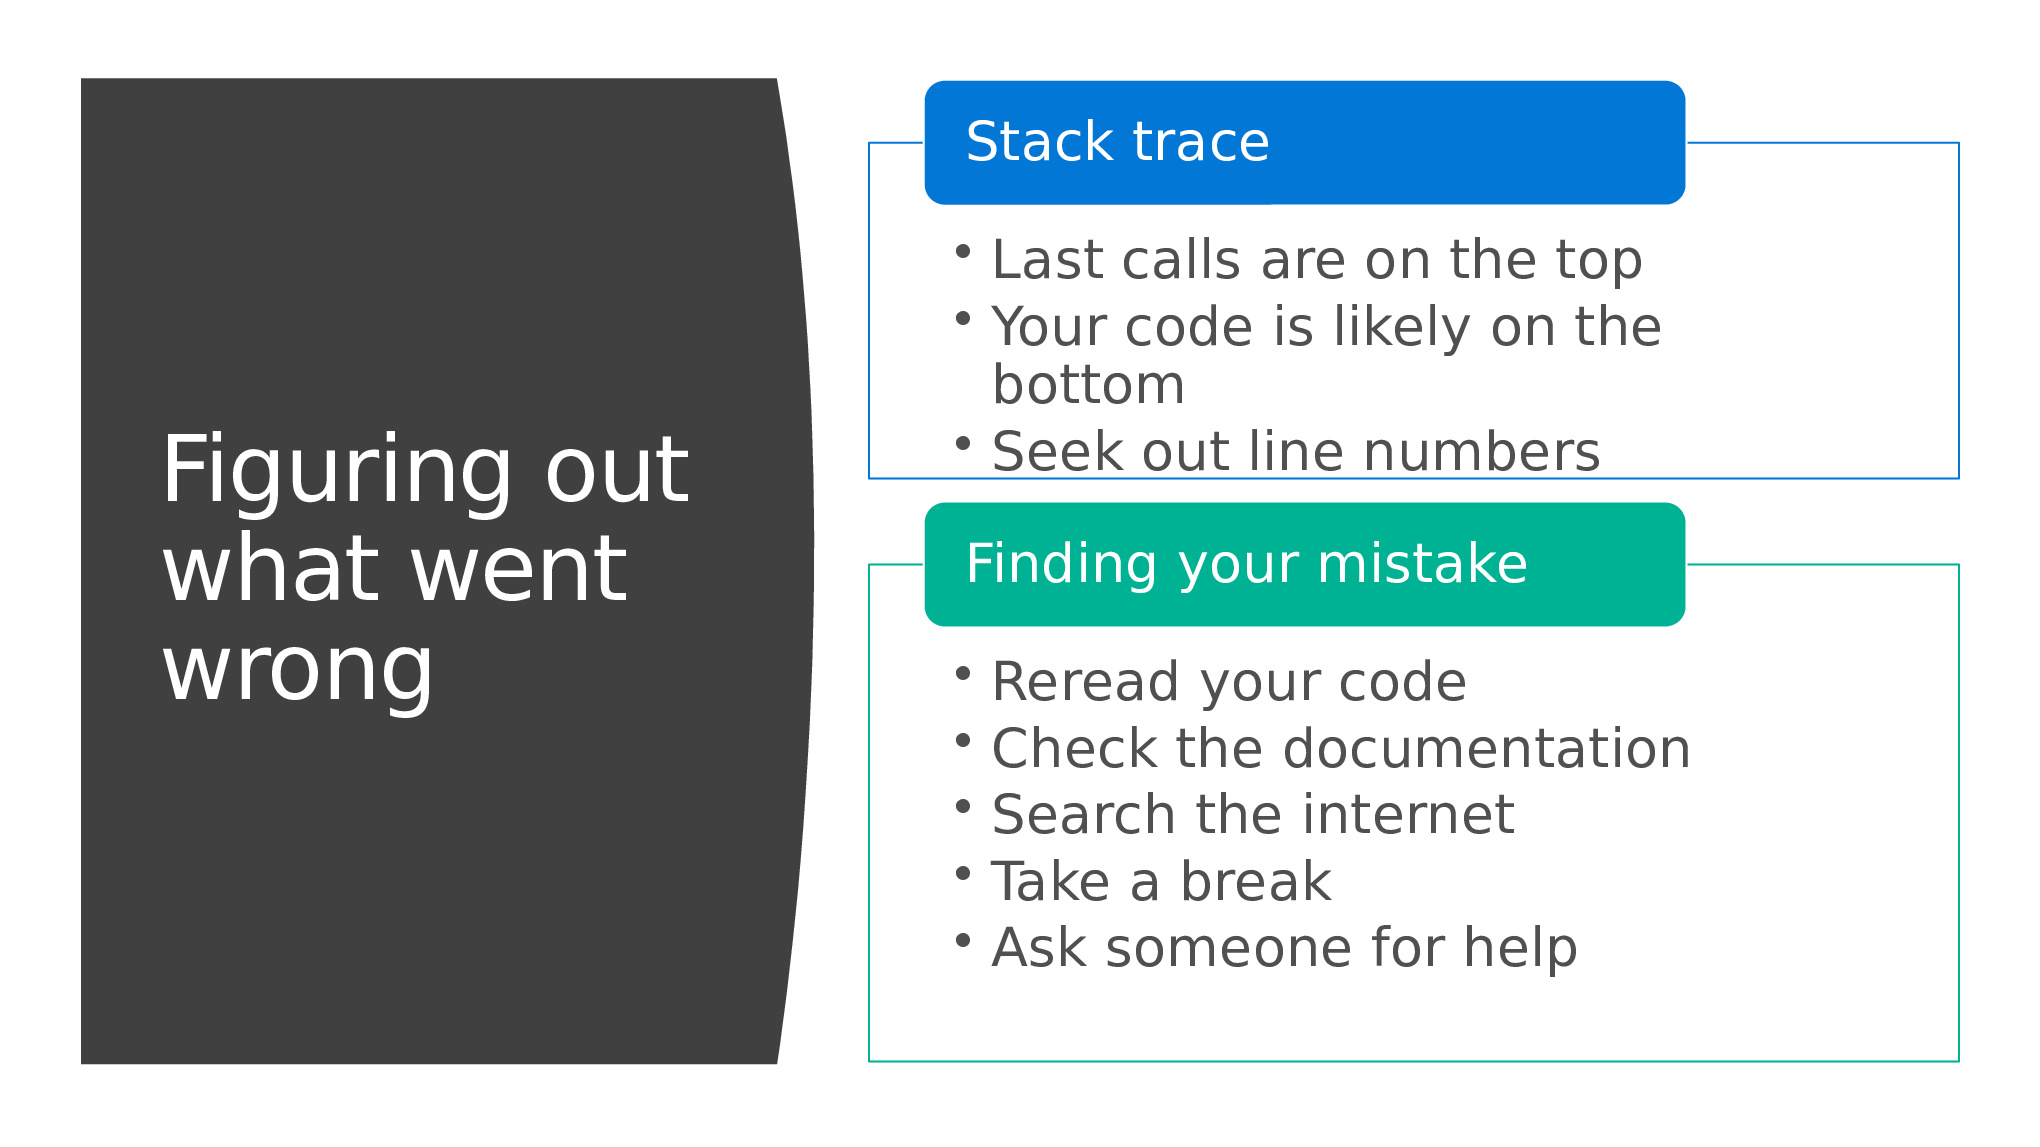 Figuring out
what went
wrong
Stack trace
• Last calls are on the top
• Your code is likely on the
bottom
• Seek out line numbers
Finding your mistake
• Reread your code
• Check the documentation
• Search the internet
• Take a break
• Ask someone for help